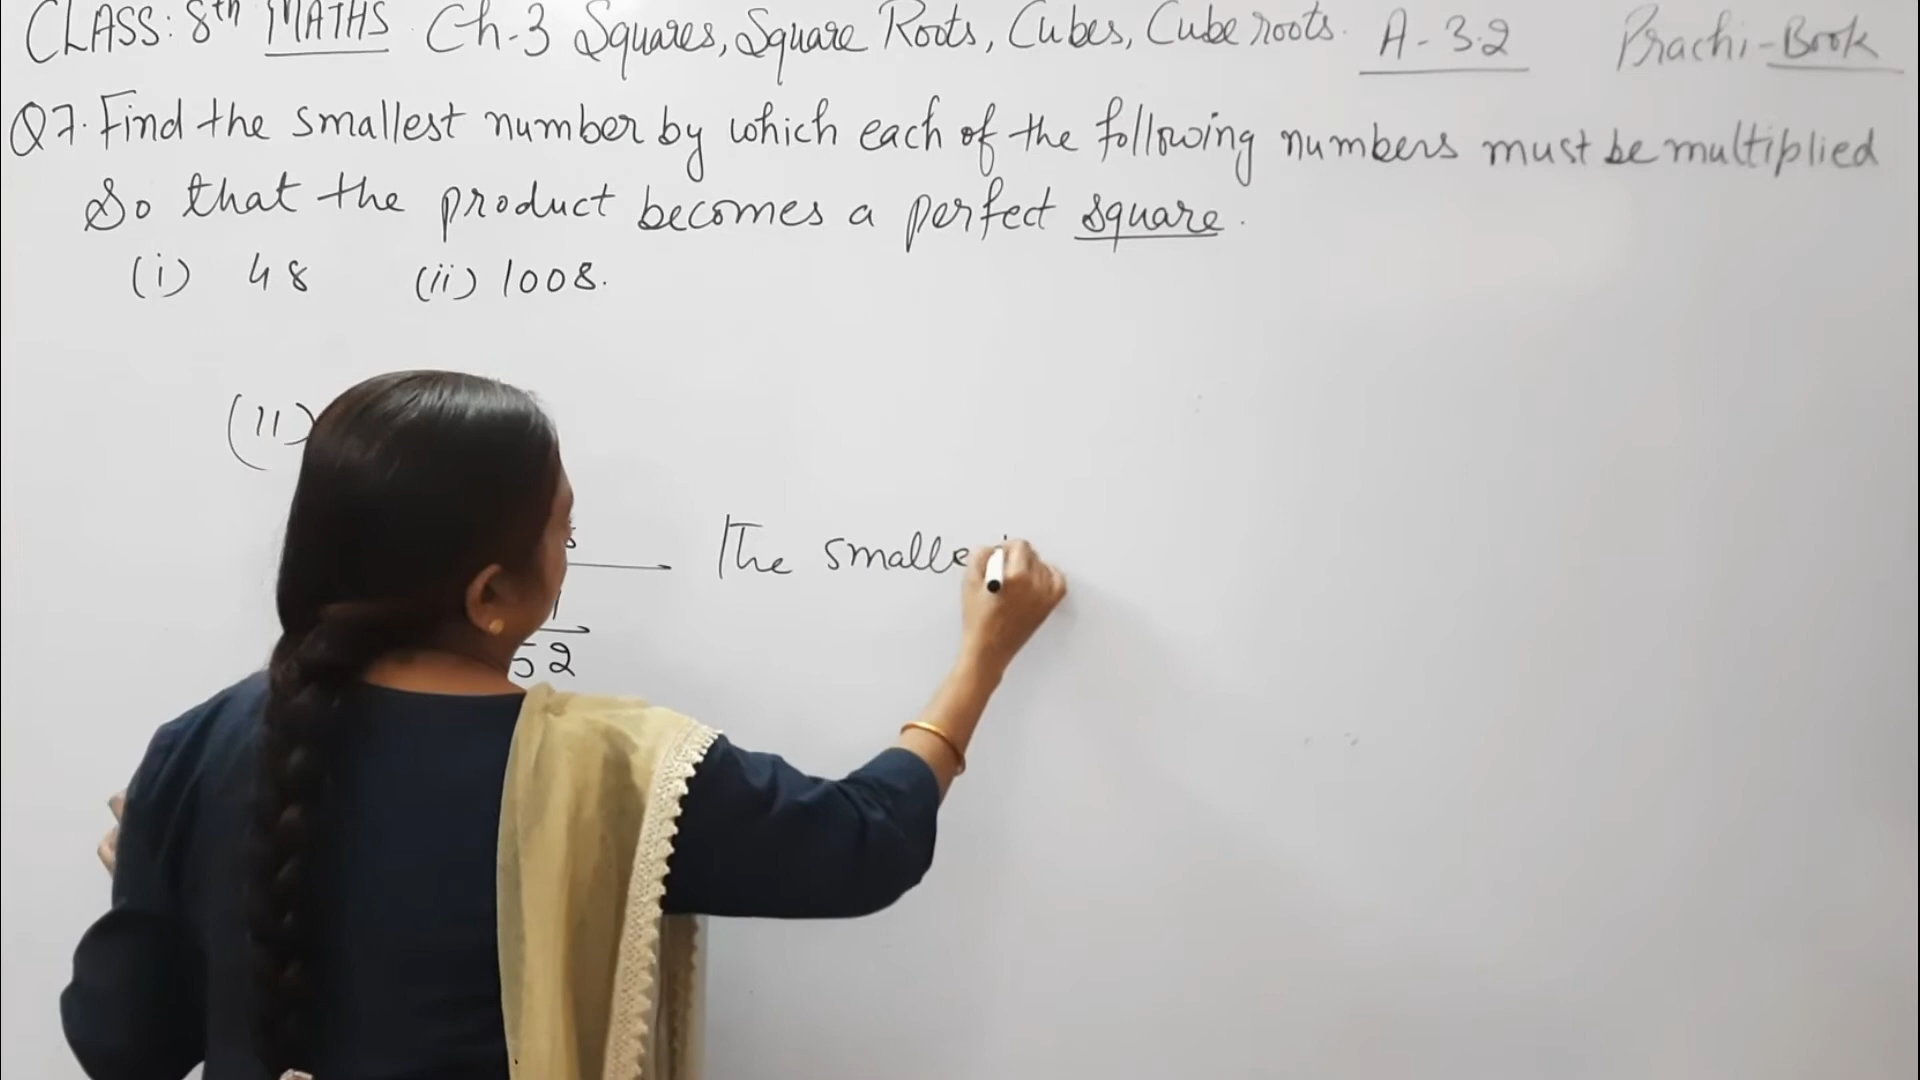 CLASS: 8th MATHS Ch-3 Squares, Square Roots, Cubes, Cube roots. A-3.2 Prachi-Book
Q7. Find the smallest number by which each of the following numbers must be multiplied
So that the product becomes a perfect square.
(i) 48 (ii) 1008.
(11)
The smalle
52